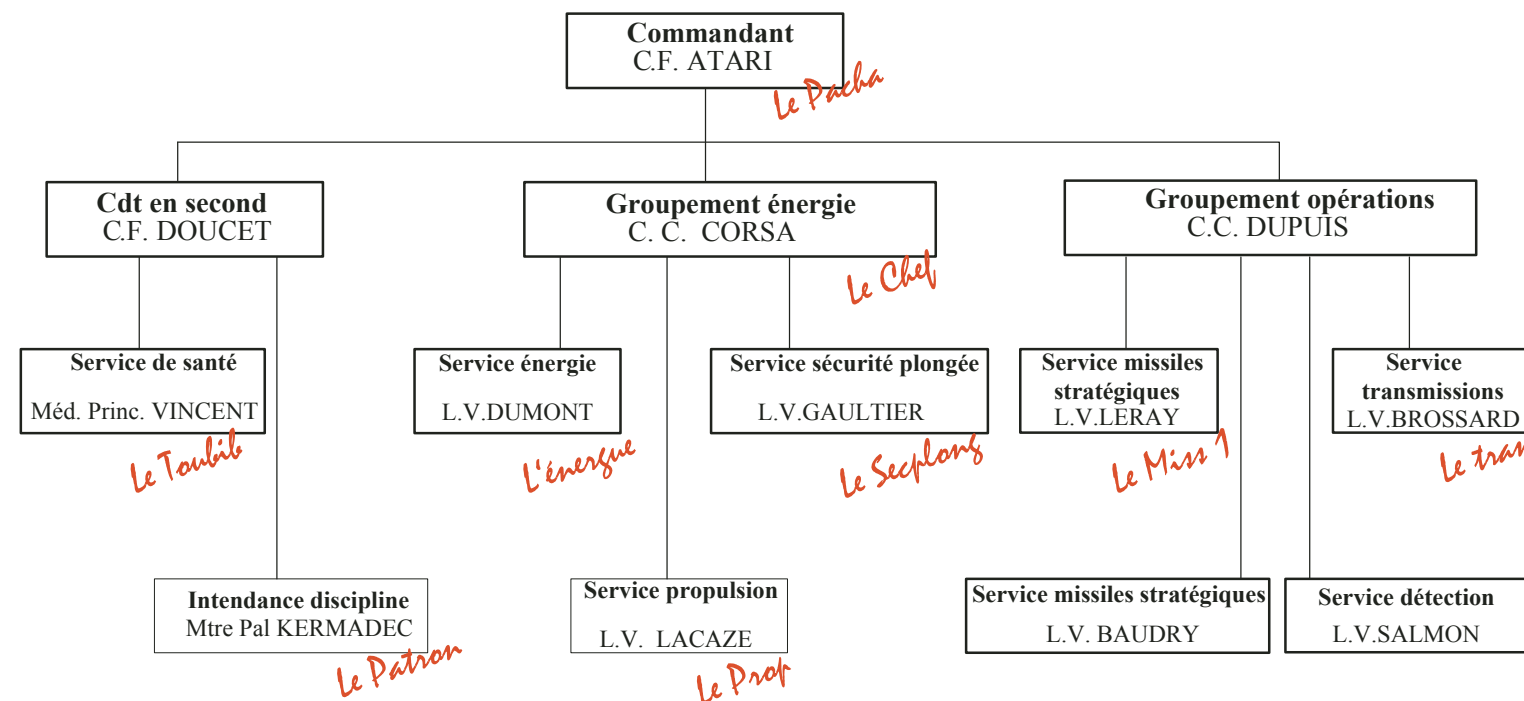 Commandant
C.F. ATARI
Le Pacha
Cdt en second
C.F. DOUCET
Groupement énergie
C. C. CORSA
Le Chef
Groupement opérations
C.C. DUPUIS
Service de santé
Méd. Princ. VINCENT
Le Toubib
Service énergie
L.V.DUMONT
L'énergue
Service sécurité plongée
L.V.GAULTIER
Le Secplong
Service missiles
stratégiques
L.V.LERAY
Le Miss 1
Service
transmissions
L.V.BROSSARD
Le
Intendance discipline
Mtre Pal KERMADEC
Le Patron
Service propulsion
L.V. LACAZE
Le Prop
Service missiles stratégiques
L.V. BAUDRY
Service détection
L.V.SALMON